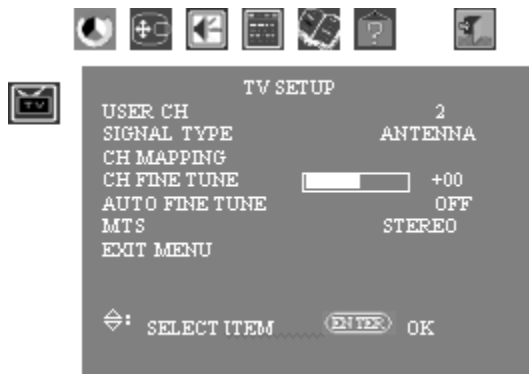 TV
TV SETUP
USER CH 2
SIGNAL TYPE ANTENNA
CH MAPPING
CH FINE TUNE +00
AUTO FINE TUNE OFF
MTS STEREO
EXIT MENU
: SELECT ITEM ENTER OK